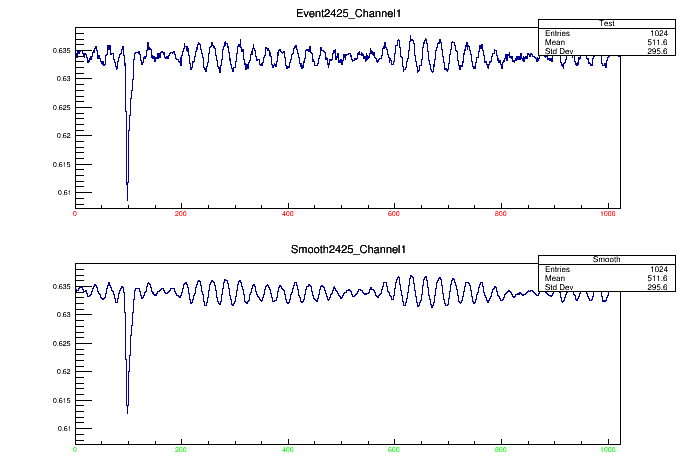 Event2425_Channel1
Test
Entries 1024
Mean 511.6
Std Dev 295.6
0.635
0.63
0.625
0.62
0.615
0.61
0 200 400 600 800 1000
Smooth2425_Channel1
Smooth
Entries 1024
Mean 511.6
Std Dev 295.6
0.635
0.63
0.625
0.62
0.615
0.61
0 200 400 600 800 1000